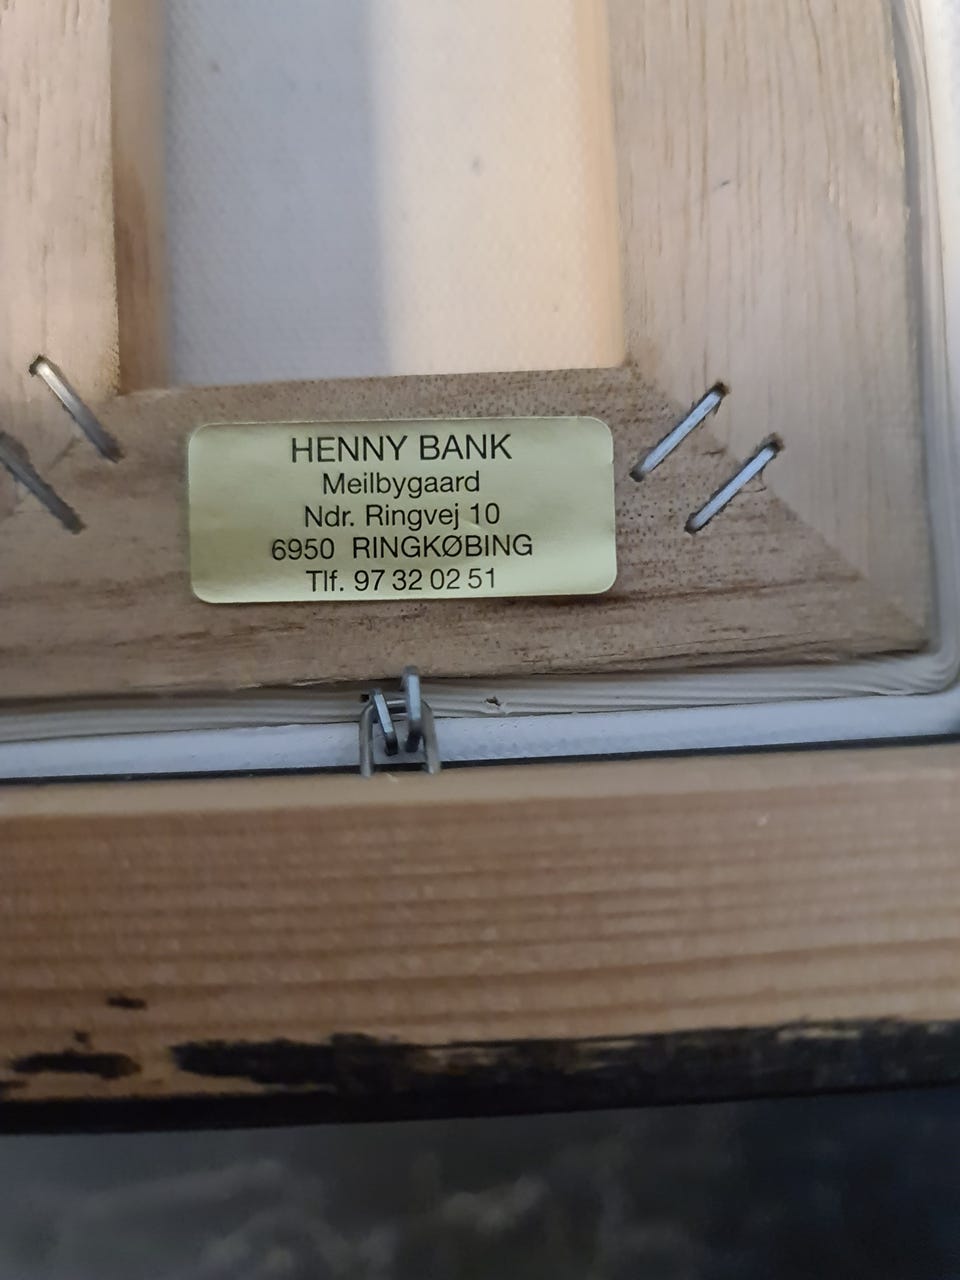 HENNY BANK
Meilbygaard
Ndr. Ringvej 10
6950 RINGKØBING
Tlf. 97 32 02 51